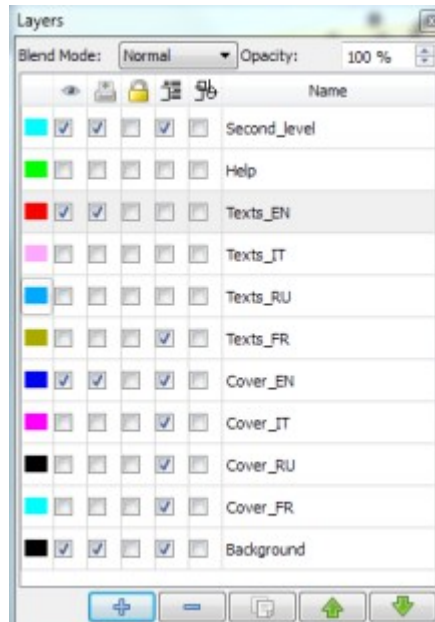 Layers
Blend Mode: Normal Opacity: 100 %
Name
Second_level
Help
Texts_EN
Texts_IT
Texts_RU
Texts_FR
Cover_EN
Cover_IT
Cover_RU
Cover_FR
Background